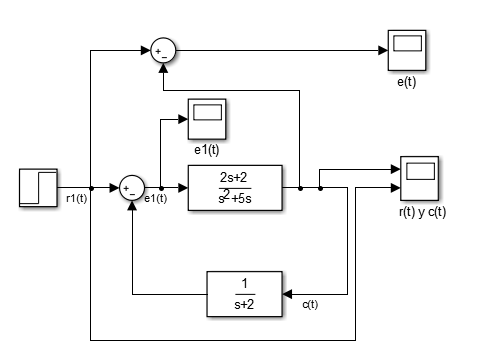 +
−
e(t)
e1(t)
r1(t)
+
−
e1(t)
2s+2
s²+5s
r(t) y c(t)
1
s+2
c(t)